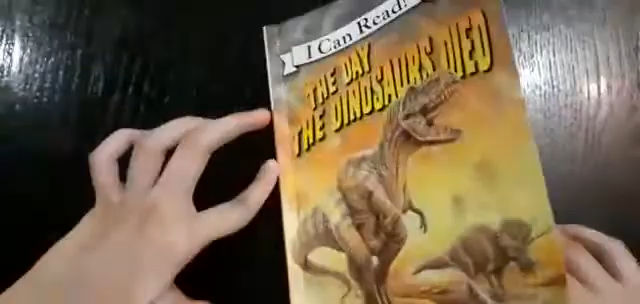 I Can Read!
THE DAY
THE DINOSAURS DIED